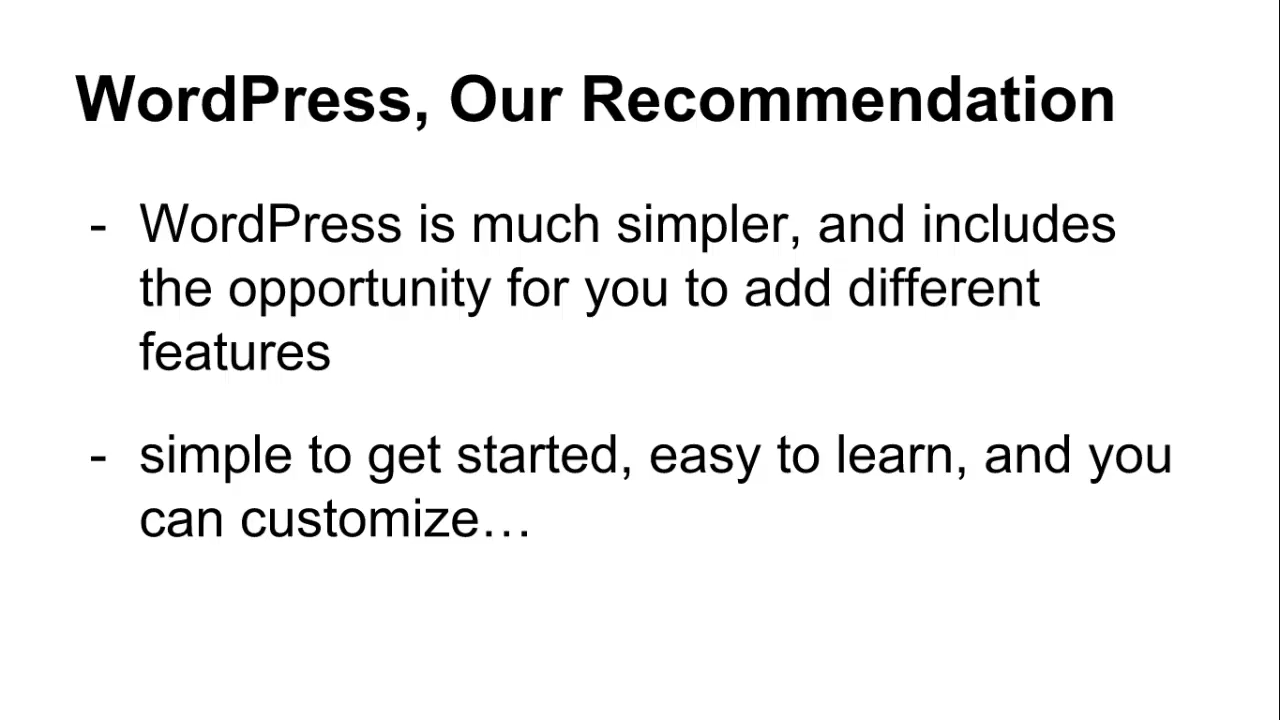 WordPress, Our Recommendation
- WordPress is much simpler, and includes
the opportunity for you to add different
features
- simple to get started, easy to learn, and you
can customize…